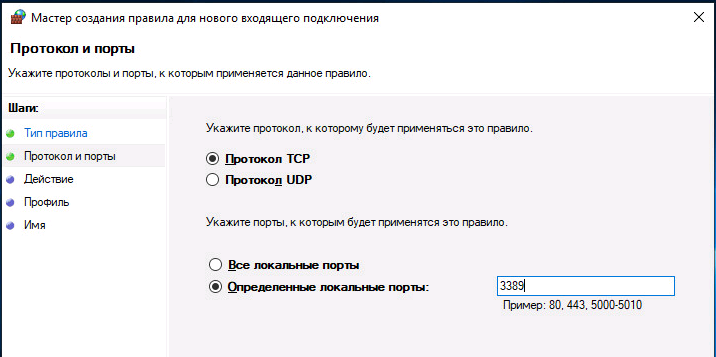 Мастер создания правила для нового входящего подключения
Протокол и порты
Укажите протоколы и порты, к которым применяется данное правило.
Шаги:
Тип правила
Протокол и порты
Действие
Профиль
Имя
Укажите протокол, к которому будет применяться это правило.
Протокол TCP
Протокол UDP
Укажите порты, к которым будет применятся это правило.
Все локальные порты
Определенные локальные порты:
3389
Пример: 80, 443, 5000-5010